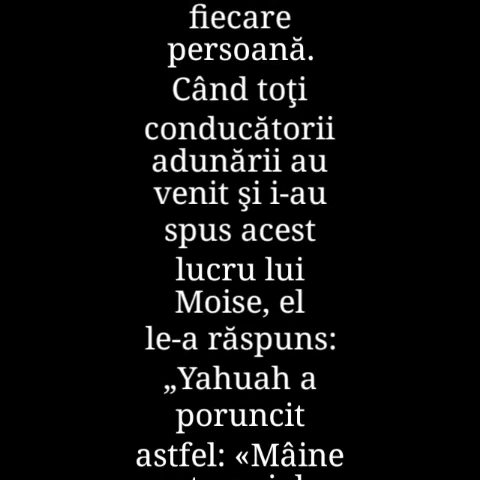 fiecare
persoană.
Când toţi
conducătorii
adunării au
venit şi i-au
spus acest
lucru lui
Moise, el
le-a răspuns:
„Yahuah a
poruncit
astfel: «Mâine